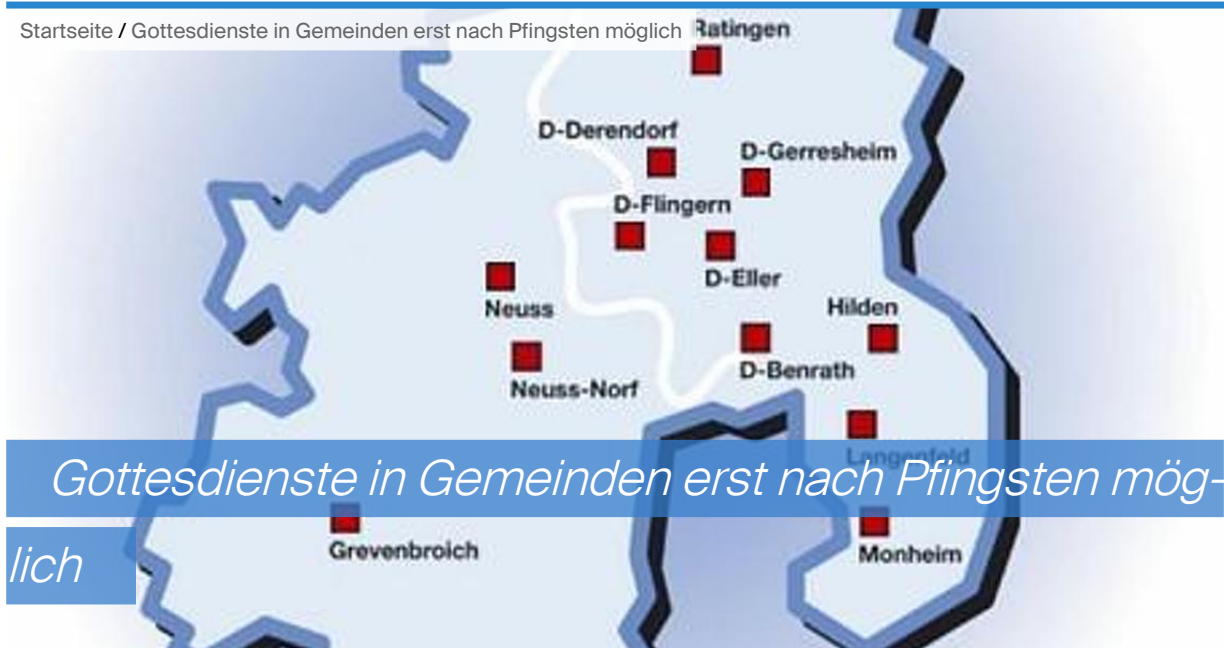 Startseite / Gottesdienste in Gemeinden erst nach Pfingsten möglich
Ratingen
D-Derendorf
D-Gerresheim
D-Flingern
D-Eller
Neuss
Hilden
D-Benrath
Neuss-Norf
Langenfeld
Gottesdienste in Gemeinden erst nach Pfingsten mög-
lich
Grevenbroich
Monheim